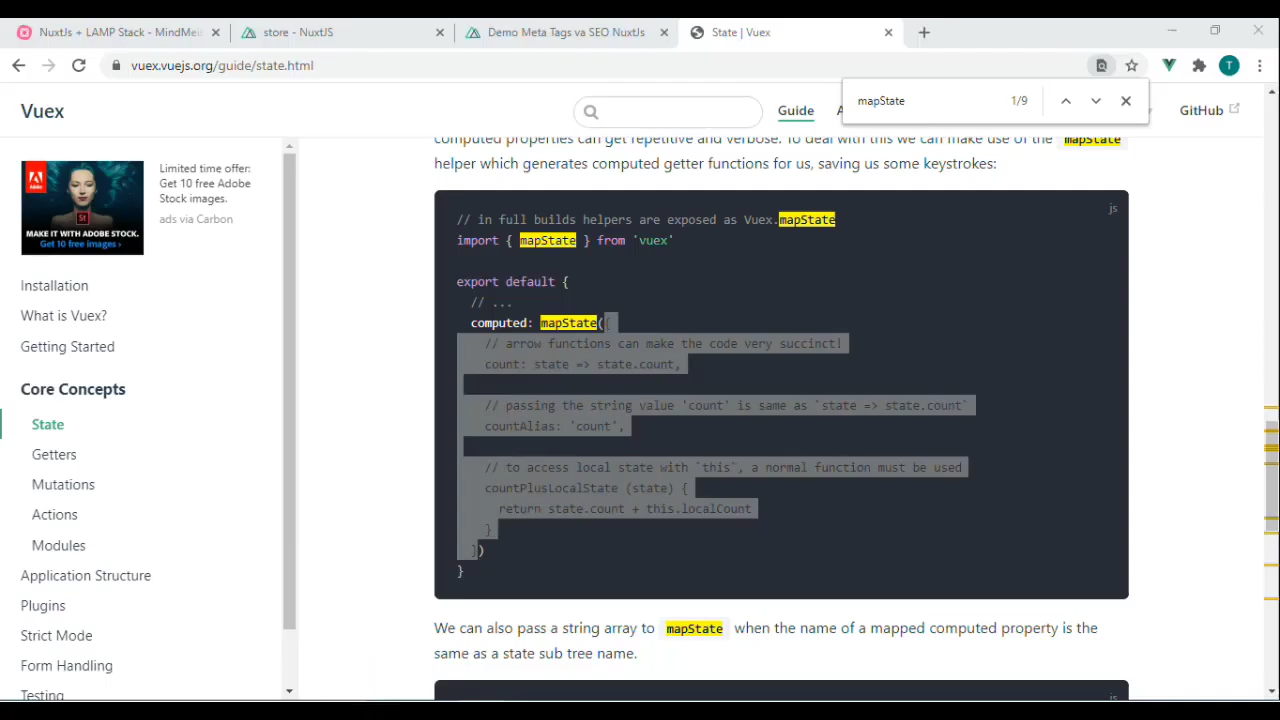 NuxtJs + LAMP Stack - MindMei
store - NuxtJS
Demo Meta Tags va SEO NuxtJs
State | Vuex
vuex.vuejs.org/guide/state.html
T
mapState
1/9
Vuex
Guide
GitHub
Limited time offer:
Get 10 free Adobe
Stock images.
ads via Carbon
Adobe
St
MAKE IT WITH ADOBE STOCK.
Get 10 free images ›
Installation
What is Vuex?
Getting Started
Core Concepts
State
Getters
Mutations
Actions
Modules
Application Structure
Plugins
Strict Mode
Form Handling
Testing
computed properties can get repetitive and verbose. To deal with this we can make use of the mapState
helper which generates computed getter functions for us, saving us some keystrokes:
js
// in full builds helpers are exposed as Vuex.mapState
import { mapState } from 'vuex'
export default {
// ...
computed: mapState({
// arrow functions can make the code very succinct!
count: state => state.count,
// passing the string value 'count' is same as `state => state.count`
countAlias: 'count',
// to access local state with `this`, a normal function must be used
countPlusLocalState (state) {
return state.count + this.localCount
}
})
}
We can also pass a string array to mapState when the name of a mapped computed property is the
same as a state sub tree name.
js